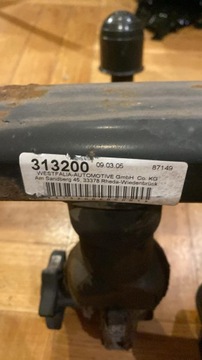 313200 09.03.05 87149
WESTFALIA-AUTOMOTIVE GmbH Co. KG
Am Sandberg 45, 33378 Rheda-Wiedenbrück